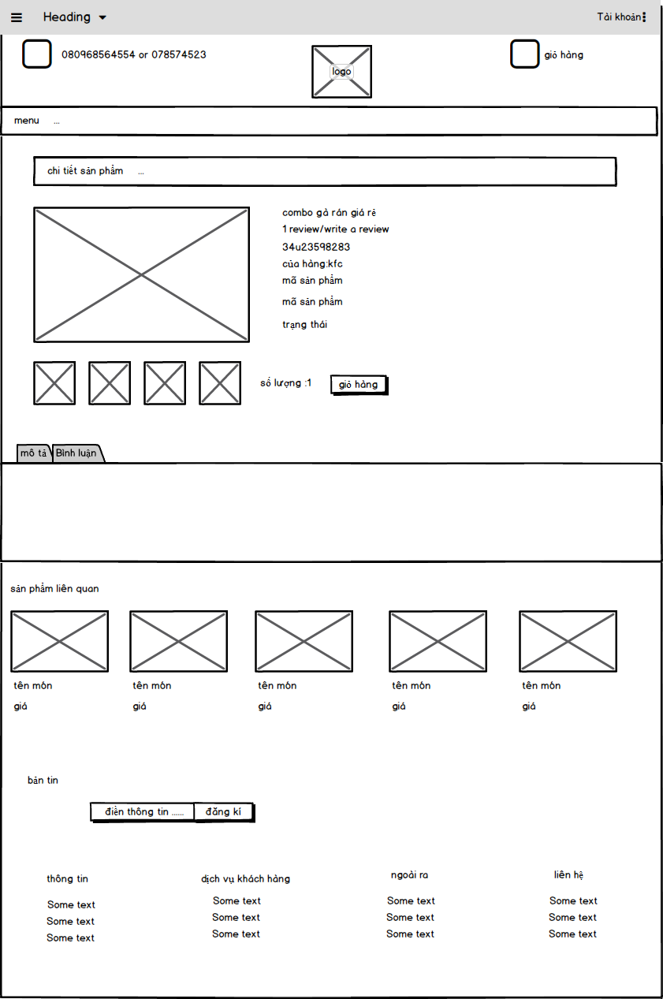 Heading
Tài khoản
080968564554 or 078574523
logo
giỏ hàng
menu ...
chi tiết sản phẩm ...
combo gà rán giá rẻ
1 review/write a review
34u23598283
của hàng:kfc
mã sản phẩm
mã sản phẩm
trạng thái
số lượng :1
giỏ hàng
mô tả
Bình luận
sản phẩm liên quan
tên món
tên món
tên món
tên món
tên món
giá
giá
giá
giá
giá
bản tin
điền thông tin ......
đăng kí
thông tin
Some text
Some text
Some text
dịch vụ khách hàng
Some text
Some text
Some text
ngoài ra
Some text
Some text
Some text
liên hệ
Some text
Some text
Some text